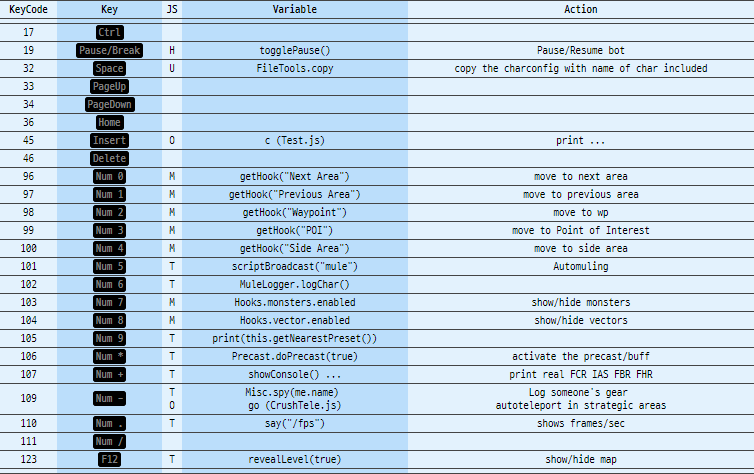 KeyCode Key JS Variable Action
17 Ctrl
19 Pause/Break H togglePause() Pause/Resume bot
32 Space U FileTools.copy copy the charconfig with name of char included
33 PageUp
34 PageDown
36 Home
45 Insert O c (Test.js) print ...
46 Delete
96 Num 0 M getHook("Next Area") move to next area
97 Num 1 M getHook("Previous Area") move to previous area
98 Num 2 M getHook("Waypoint") move to wp
99 Num 3 M getHook("POI") move to Point of Interest
100 Num 4 M getHook("Side Area") move to side area
101 Num 5 T scriptBroadcast("mule") Automuling
102 Num 6 T MuleLogger.logChar()
103 Num 7 M Hooks.monsters.enabled show/hide monsters
104 Num 8 M Hooks.vector.enabled show/hide vectors
105 Num 9 T print(this.getNearestPreset())
106 Num * T Precast.doPrecast(true) activate the precast/buff
107 Num + T showConsole() ... print real FCR IAS FBR FHR
109 Num - T Misc.spy(me.name) Log someone's gear
O go (CrushTele.js) autoteleport in strategic areas
110 Num . T say("/fps") shows frames/sec
111 Num /
123 F12 T revealLevel(true) show/hide map